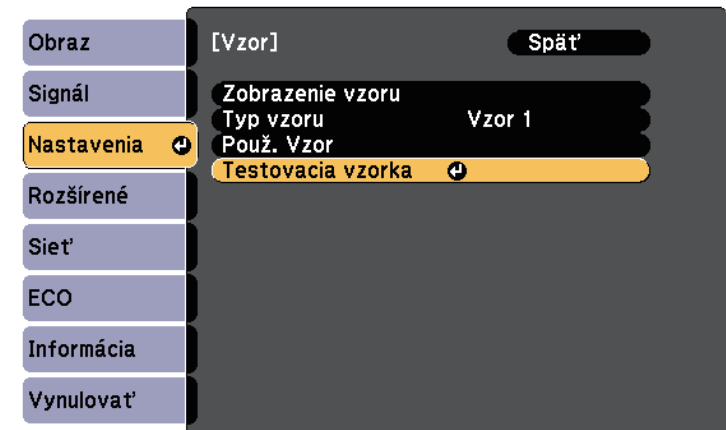 Obraz
Signál
Nastavenia
Rozšírené
Sieť
ECO
Informácia
Vynulovať
[Vzor] Späť
Zobrazenie vzoru
Typ vzoru Vzor 1
Použ. Vzor
Testovacia vzorka